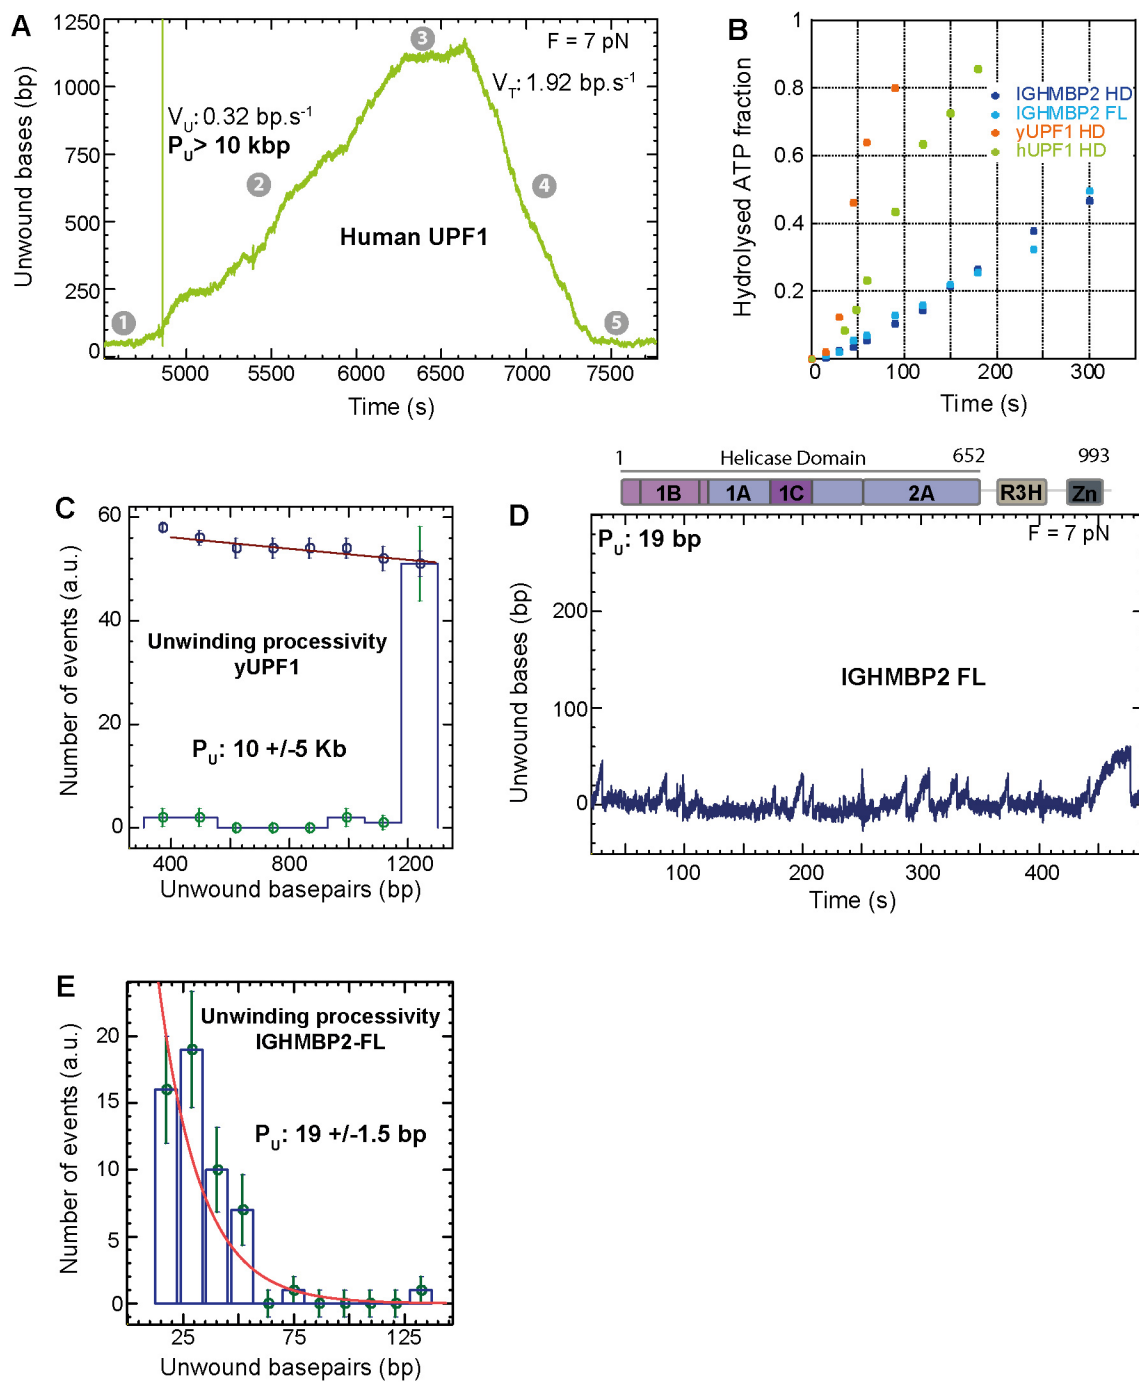 A
1250
1000
750
500
250
0
Unwound bases (bp)
F = 7 pN
3
V_T: 1.92 bp.s⁻¹
V_U: 0.32 bp.s⁻¹
P_U> 10 kbp
2
4
Human UPF1
1
5
5000 5500 6000 6500 7000 7500
Time (s)
B
1
0.8
0.6
0.4
0.2
Hydrolysed ATP fraction
IGHMBP2 HD
IGHMBP2 FL
yUPF1 HD
hUPF1 HD
0 100 200 300
Time (s)
C
60
40
20
0
Number of events (a.u.)
Unwinding processivity
yUPF1
P_U: 10 +/-5 Kb
400 800 1200
Unwound basepairs (bp)
1 Helicase Domain 652 993
1B 1A 1C 2A R3H Zn
D
P_U: 19 bp
F = 7 pN
200
100
0
Unwound bases (bp)
IGHMBP2 FL
100 200 300 400
Time (s)
E
20
15
10
5
0
Number of events (a.u.)
Unwinding processivity
IGHMBP2-FL
P_U: 19 +/-1.5 bp
25 75 125
Unwound basepairs (bp)